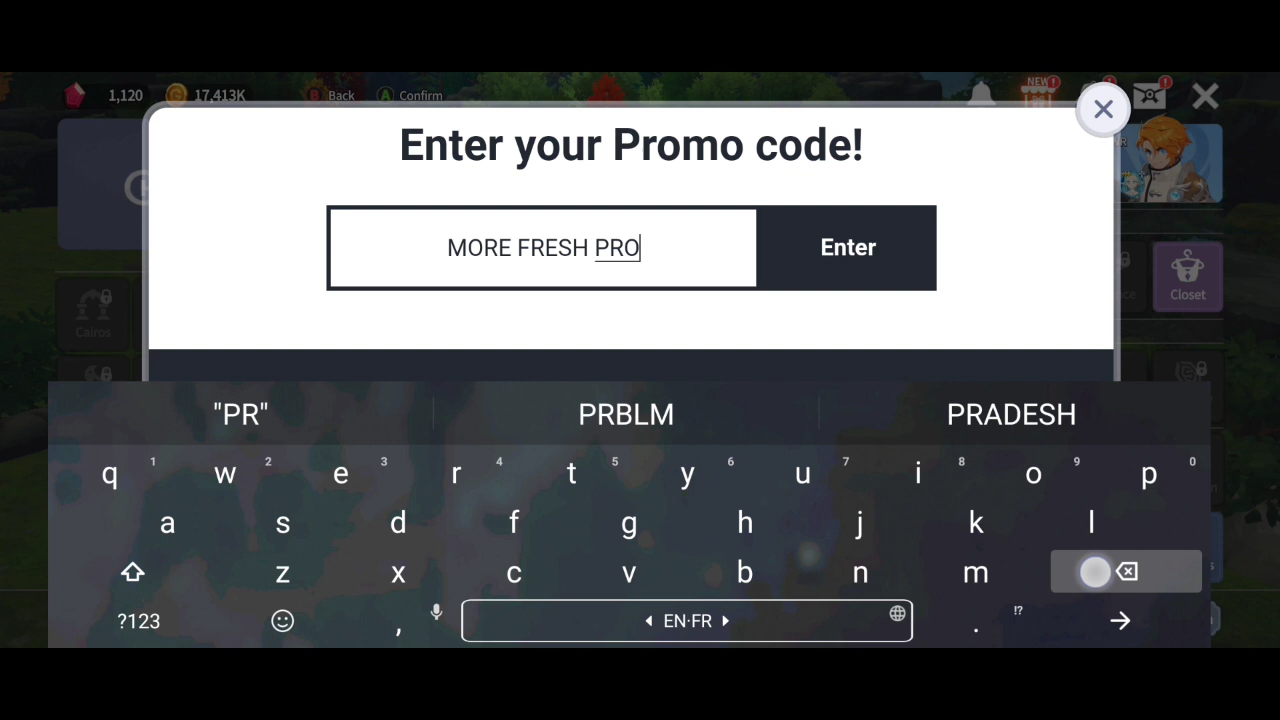 1,120
17,413K
B Back
A Confirm
NEW
Enter your Promo code!
MORE FRESH PRO
Enter
Cairos
Closet
"PR"
PRBLM
PRADESH
q 1 w 2 e 3 r 4 t 5 y 6 u 7 i 8 o 9 p 0
a s d f g h j k l
z x c v b n m
?123 , EN·FR . !?